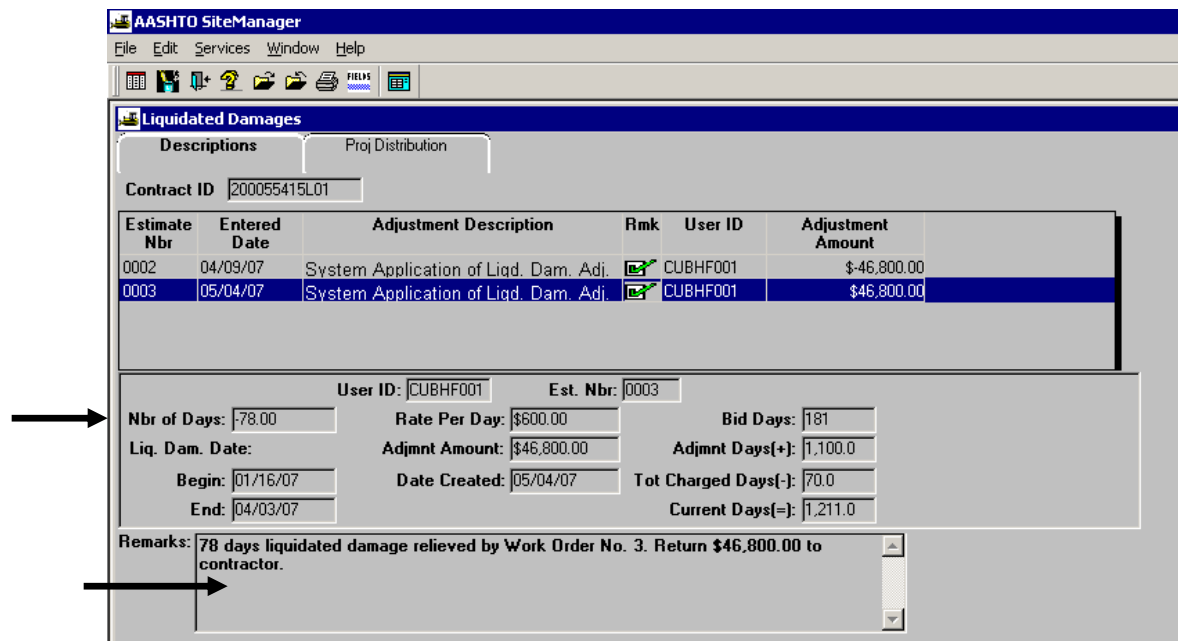 AASHTO SiteManager
File Edit Services Window Help
FIELDS
Liquidated Damages
Descriptions Proj Distribution
Contract ID 200055415L01
Estimate Nbr Entered Date Adjustment Description Rmk User ID Adjustment Amount
0002 04/09/07 System Application of Liqd. Dam. Adj. CUBHF001 $-46,800.00
0003 05/04/07 System Application of Liqd. Dam. Adj. CUBHF001 $46,800.00
User ID: CUBHF001 Est. Nbr: 0003
Nbr of Days: -78.00 Rate Per Day: $600.00 Bid Days: 181
Liq. Dam. Date: Adjmnt Amount: $46,800.00 Adjmnt Days(+): 1,100.0
Begin: 01/16/07 Date Created: 05/04/07 Tot Charged Days(-): 70.0
End: 04/03/07 Current Days(=): 1,211.0
Remarks: 78 days liquidated damage relieved by Work Order No. 3. Return $46,800.00 to
contractor.